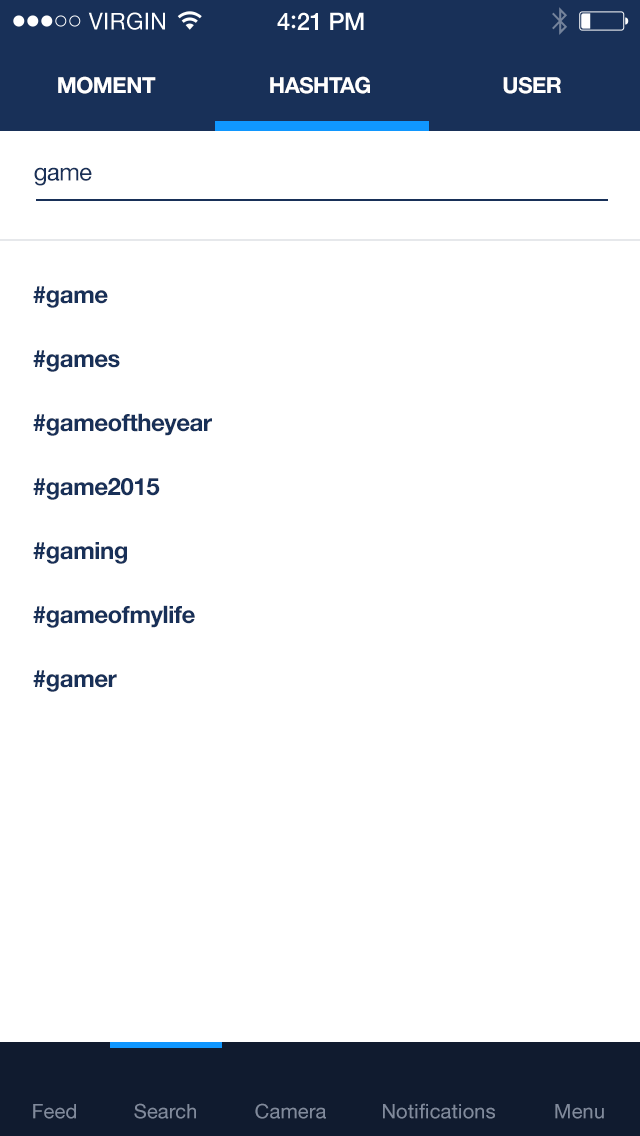 VIRGIN 4:21 PM
MOMENT HASHTAG USER
game
#game
#games
#gameoftheyear
#game2015
#gaming
#gameofmylife
#gamer
Feed Search Camera Notifications Menu